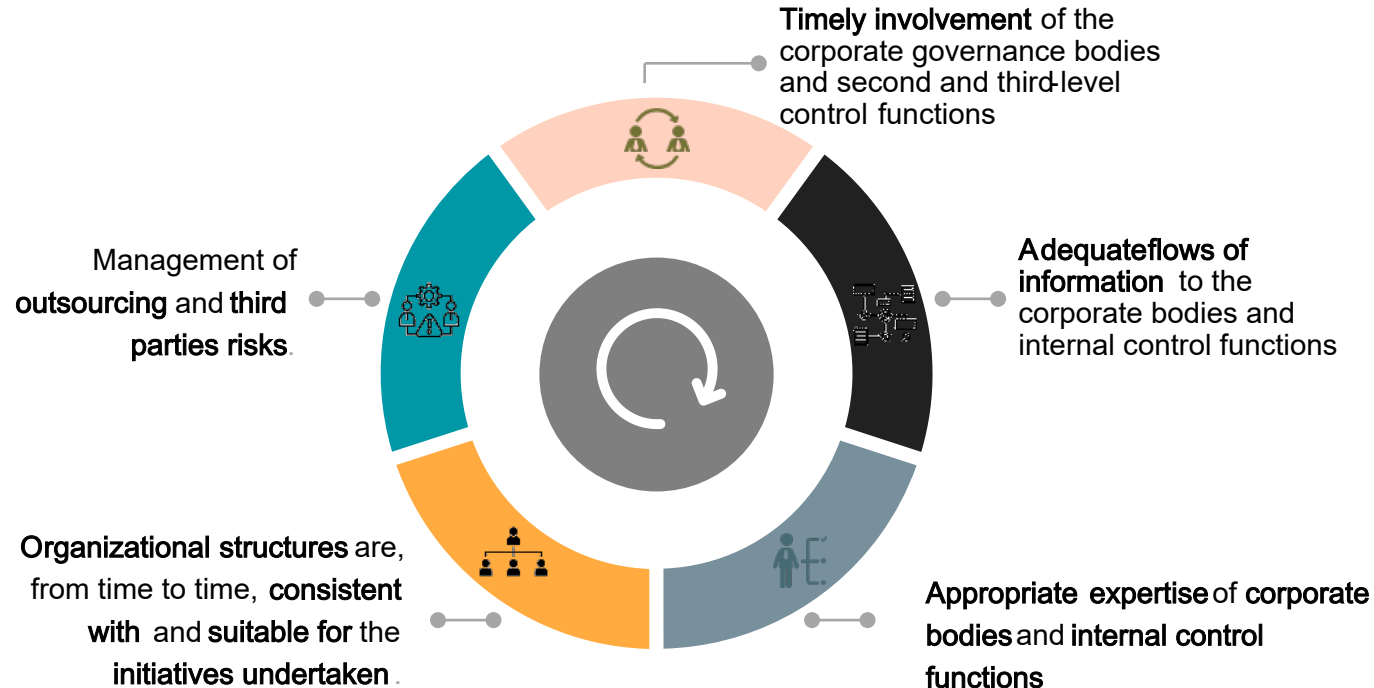 Timely involvement of the
corporate governance bodies
and second and third-level
control functions
Adequateflows of
information to the
corporate bodies and
internal control functions
Appropriate expertise of corporate
bodies and internal control
functions
Organizational structures are,
from time to time, consistent
with and suitable for the
initiatives undertaken .
Management of
outsourcing and third
parties risks.